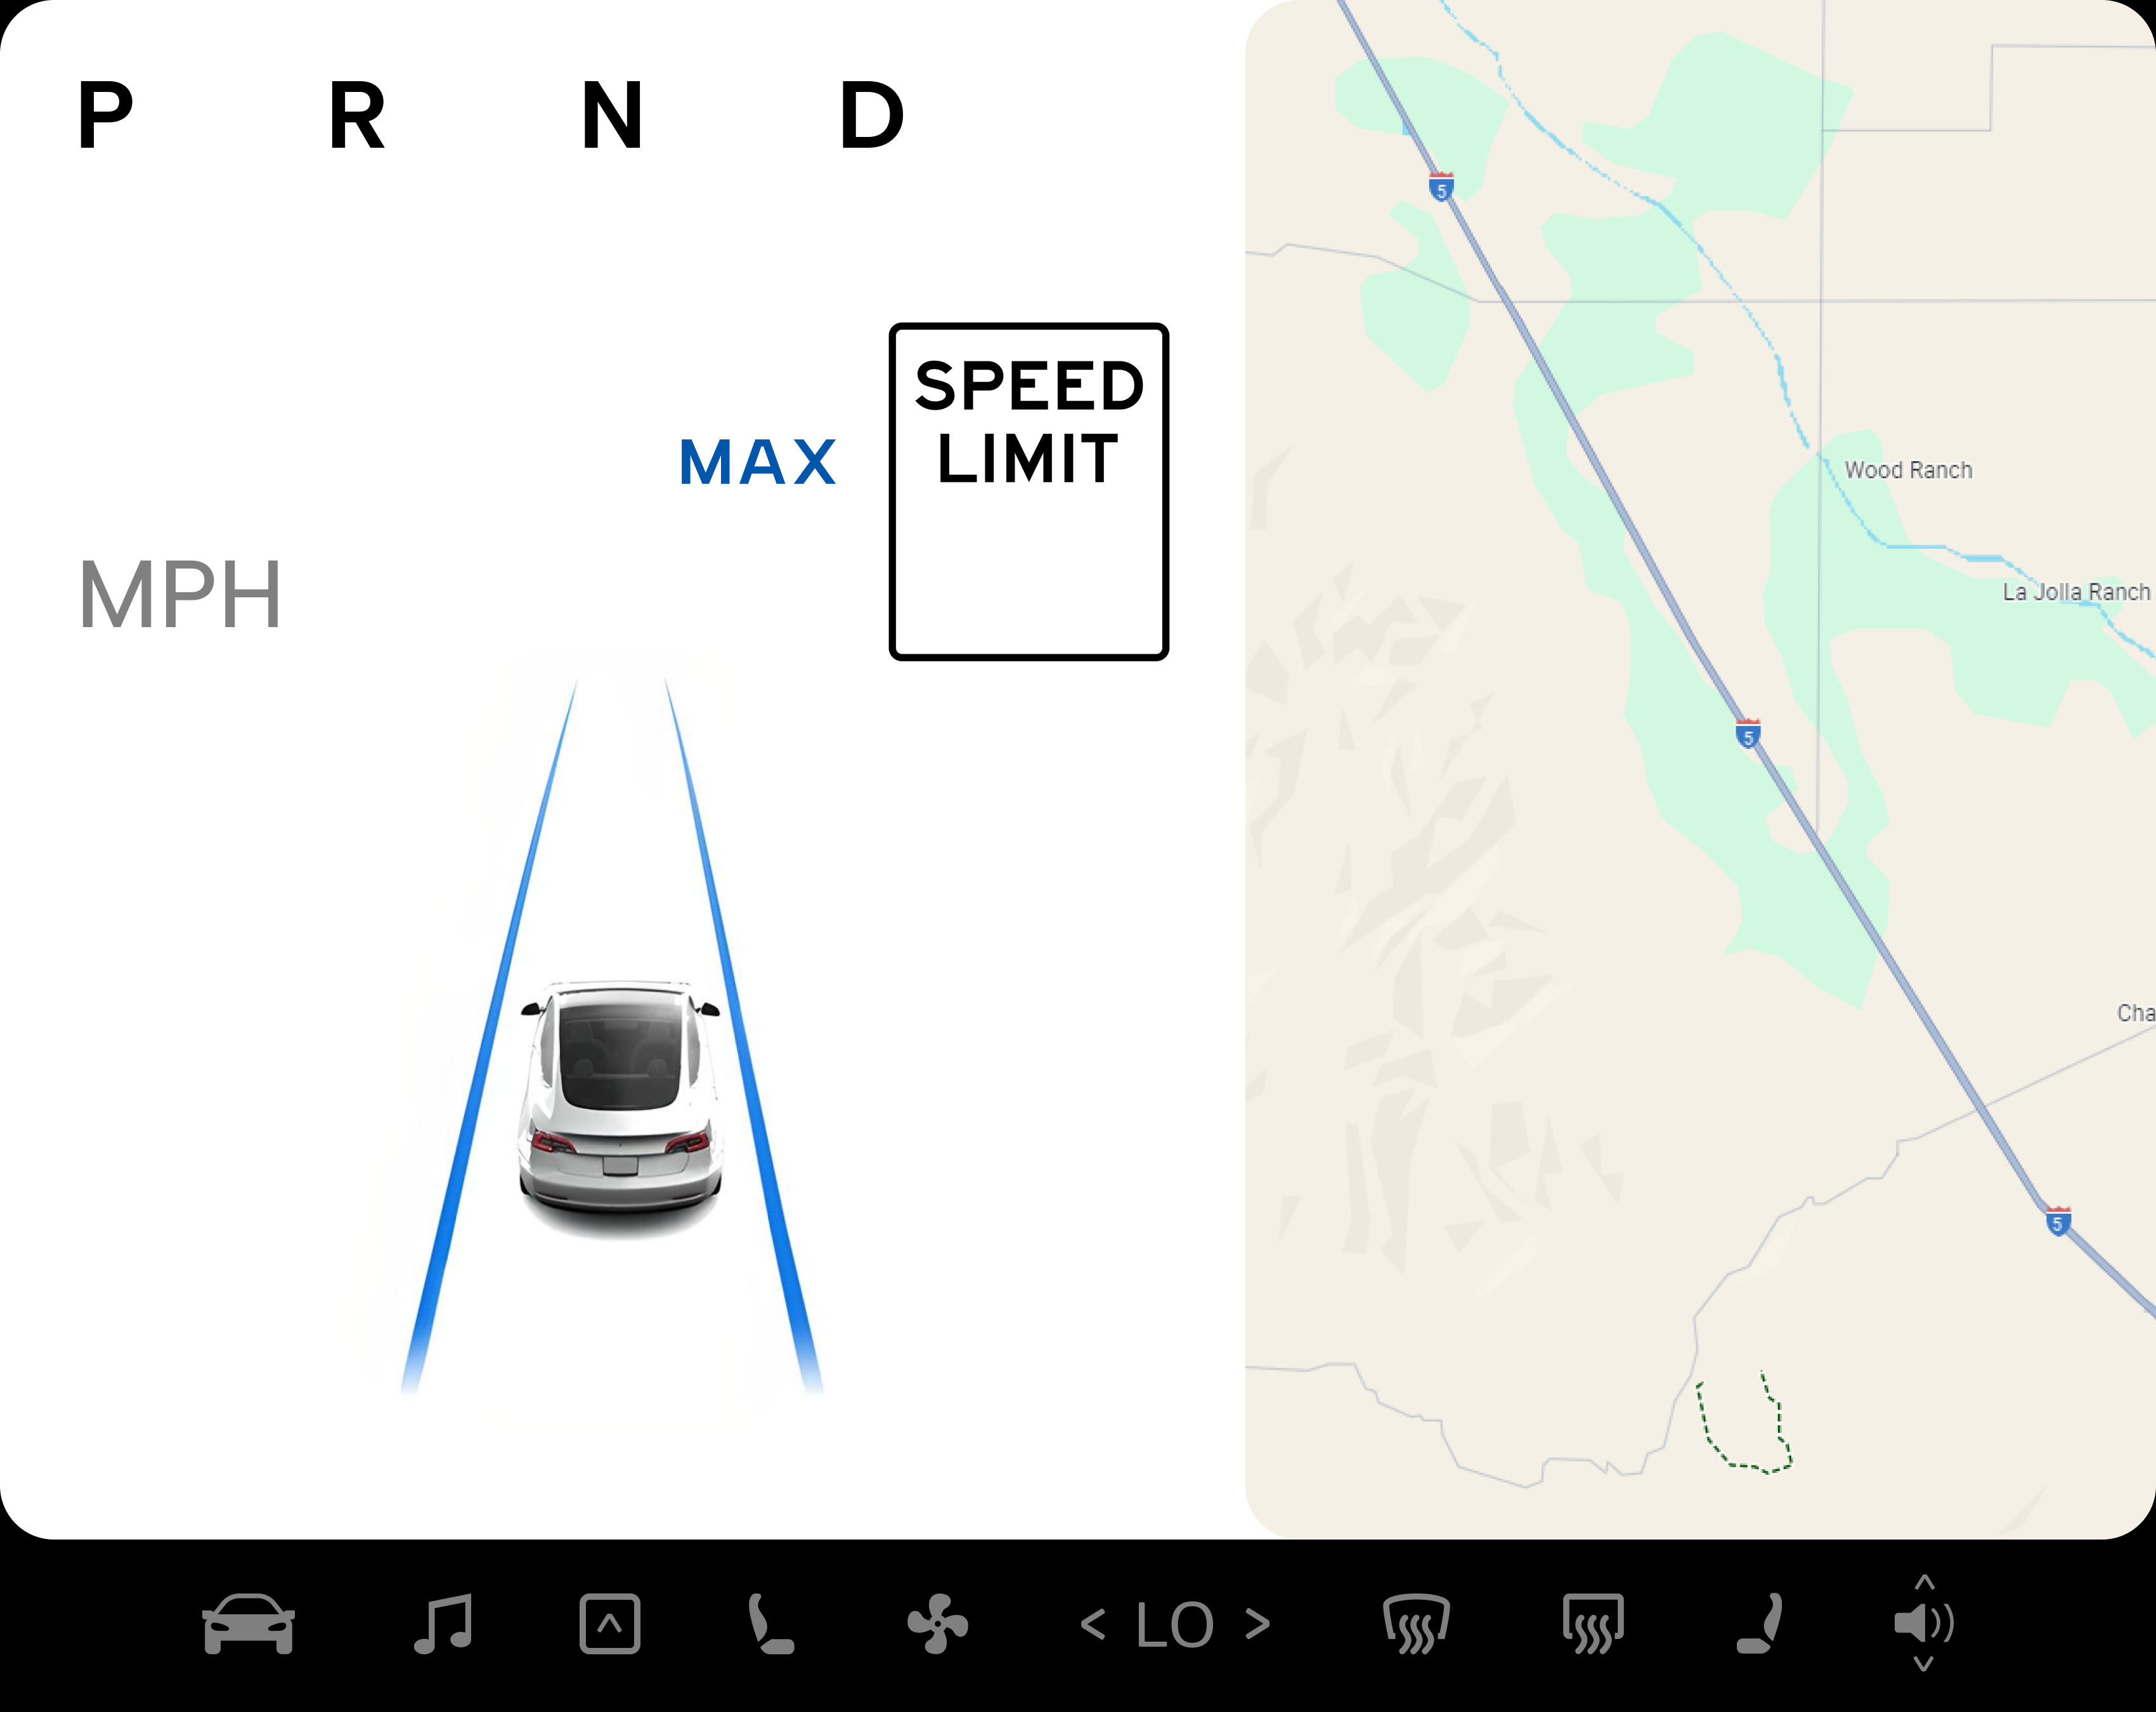 P R N D
SPEED
LIMIT
MAX
MPH
5
Wood Ranch
La Jolla Ranch
5
Cha
5
< LO >